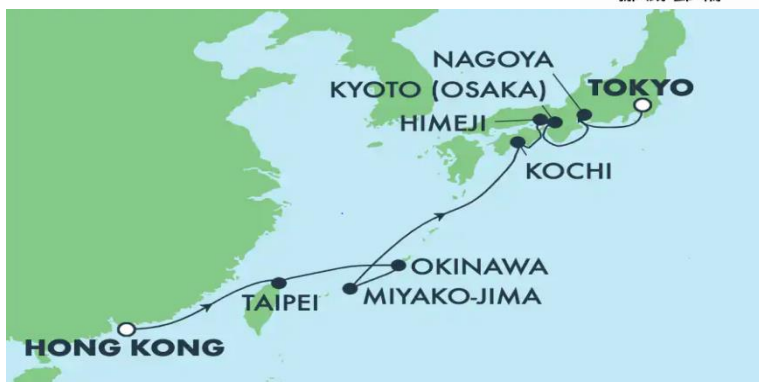 NAGOYA
KYOTO (OSAKA)
TOKYO
HIMEJI
KOCHI
OKINAWA
TAIPEI
MIYAKO-JIMA
HONG KONG